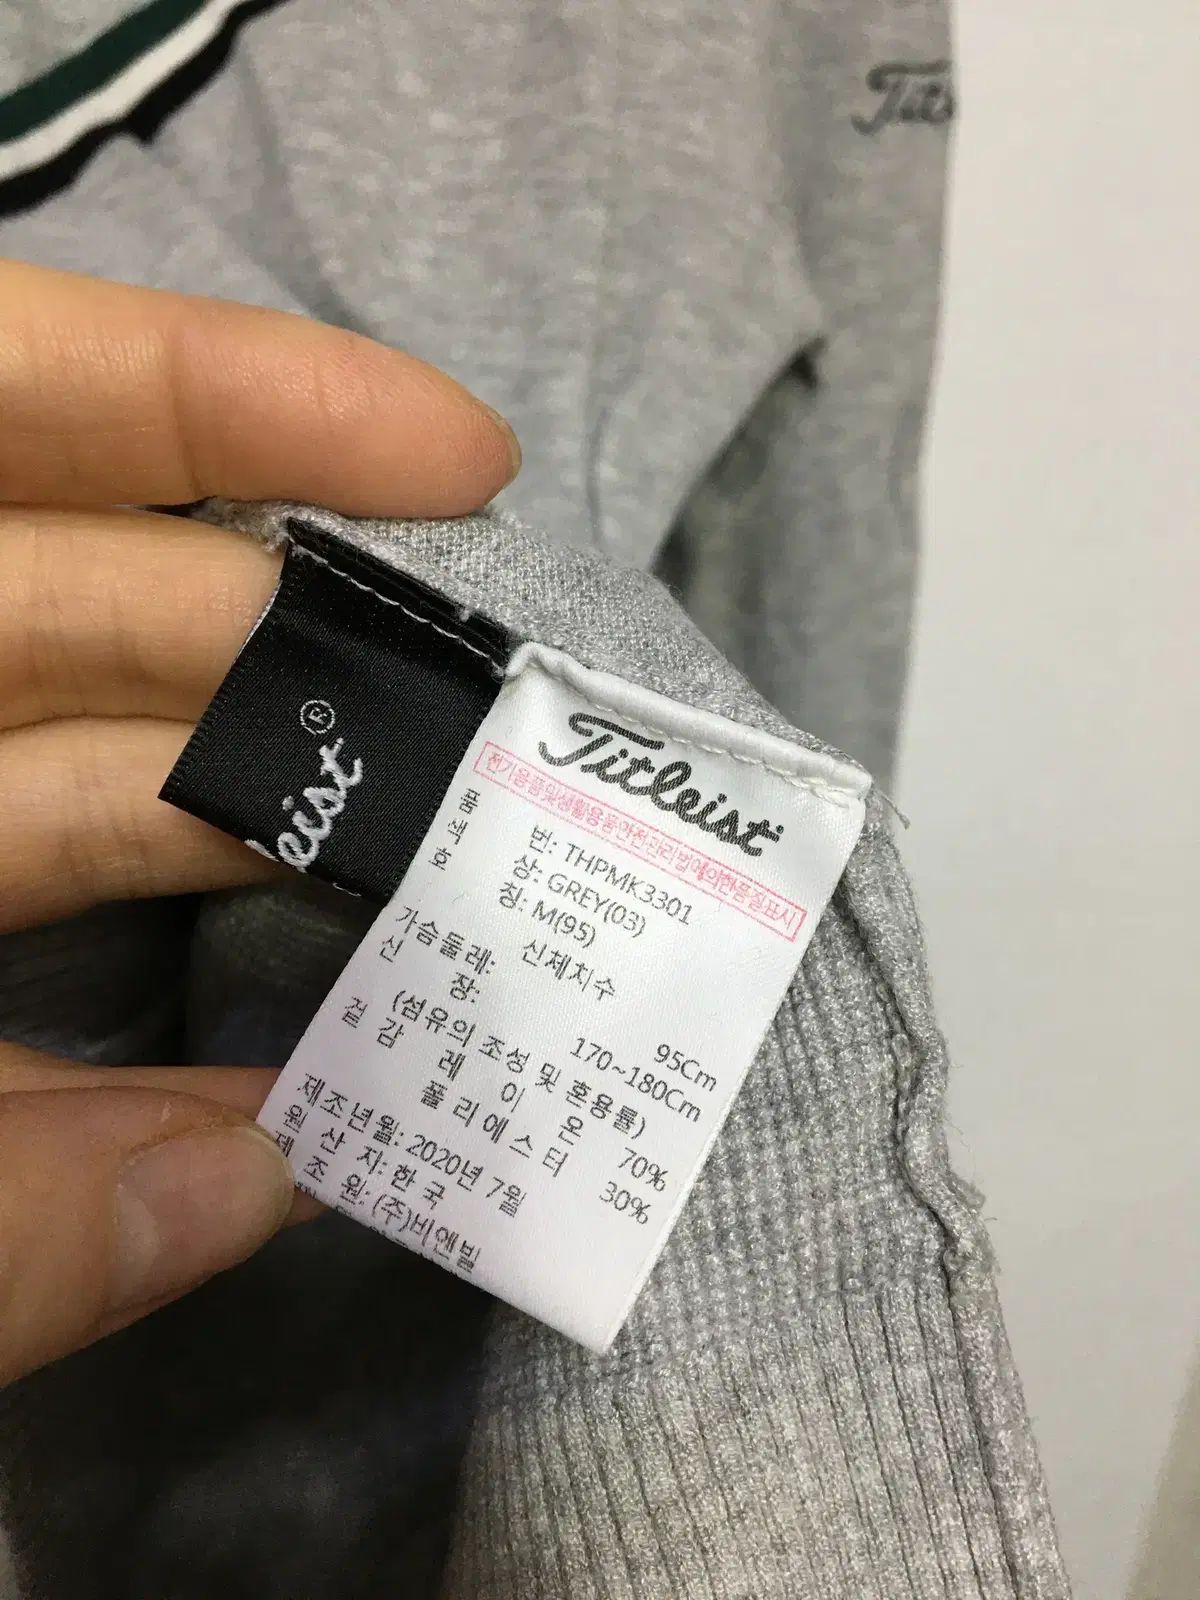 Titleist
전기용품및생활용품안전관리법에의한품질표시
품 번: THPMK3301
색 상: GREY(03)
호 칭: M(95)
신체치수
가슴둘레: 95Cm
신 장: 170~180Cm
(섬유의 조성 및 혼용률)
겉 감 레 이 온 70%
폴 리 에 스 터 30%
제조년월: 2020년 7월
원 산 지: 한국
제 조 원: (주)비엔빌
leist®